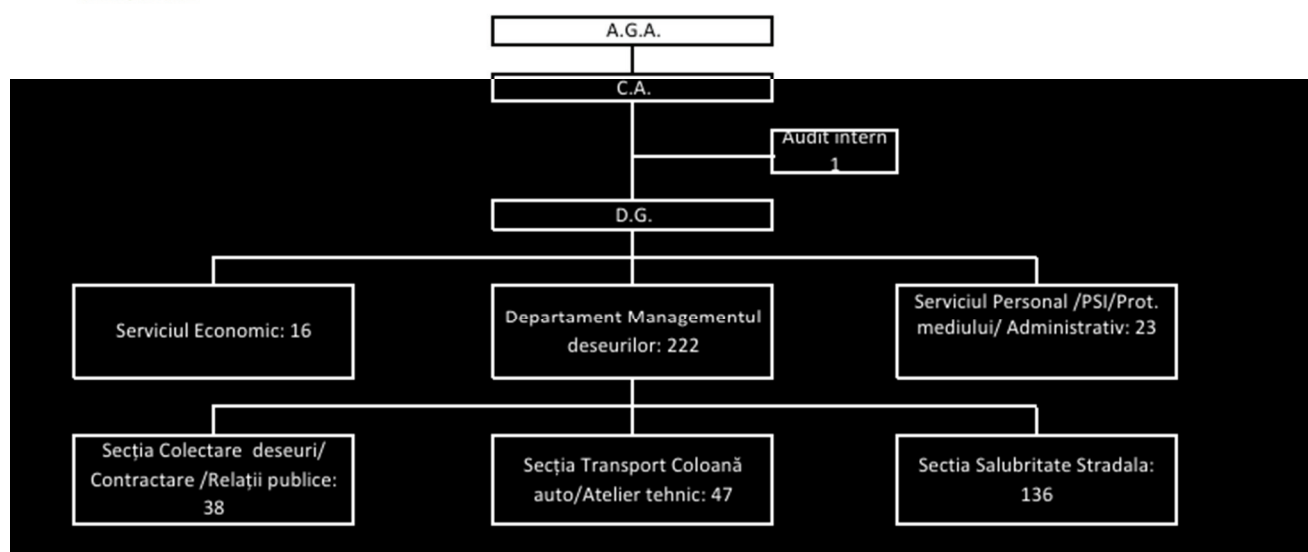 A.G.A.
C.A.
Audit intern
1
D.G.
Serviciul Economic: 16
Departament Managementul
deseurilor: 222
Serviciul Personal /PSI/Prot.
mediului/ Administrativ: 23
Secția Colectare deseuri/
Contractare /Relații publice:
38
Secția Transport Coloană
auto/Atelier tehnic: 47
Sectia Salubritate Stradala:
136